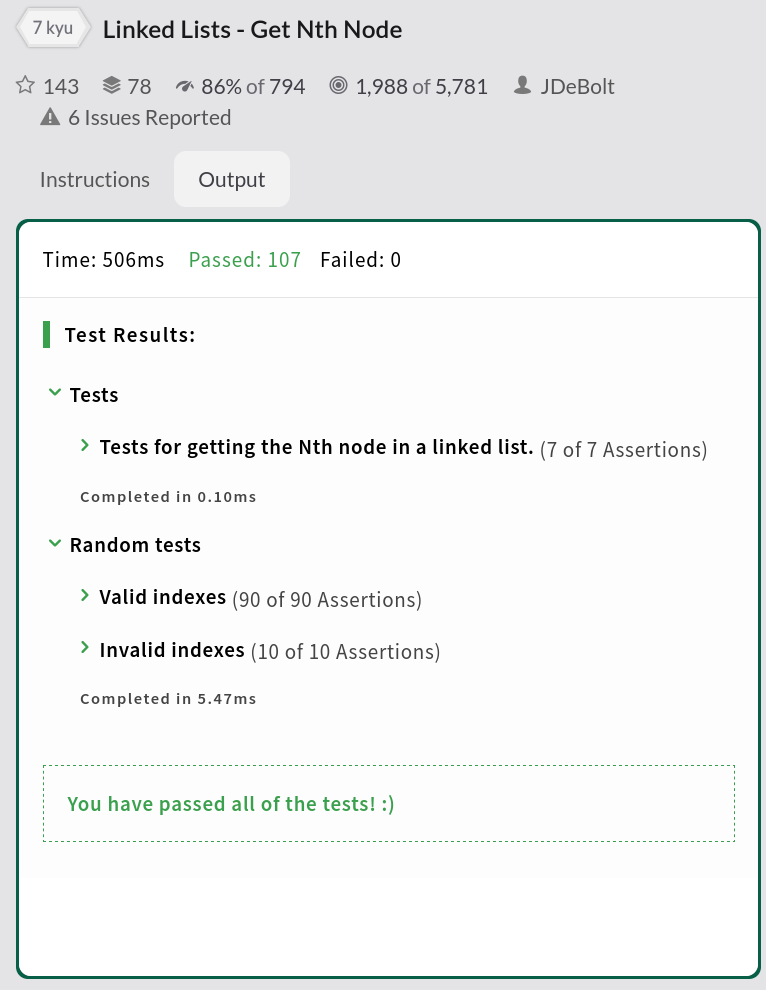 7 kyu Linked Lists - Get Nth Node
143 78 86% of 794 1,988 of 5,781 JDeBolt
6 Issues Reported
Instructions Output
Time: 506ms Passed: 107 Failed: 0
Test Results:
Tests
Tests for getting the Nth node in a linked list. (7 of 7 Assertions)
Completed in 0.10ms
Random tests
Valid indexes (90 of 90 Assertions)
Invalid indexes (10 of 10 Assertions)
Completed in 5.47ms
You have passed all of the tests! :)